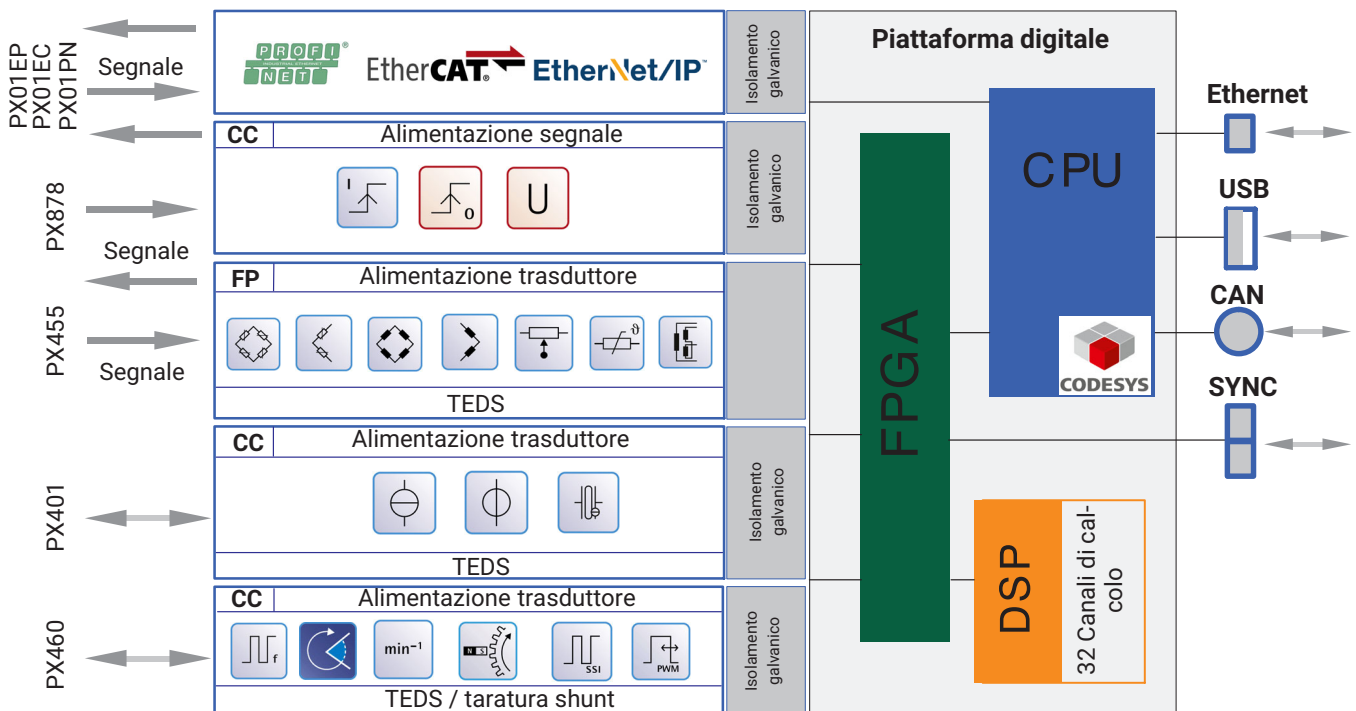 PX01EP
PX01EC
PX01PN
Segnale
PROFI®
INDUSTRIAL ETHERNET
NET
EtherCAT®
EtherNet/IP™
Isolamento
galvanico
Piattaforma digitale
CC
Alimentazione segnale
I
O
U
Isolamento
galvanico
PX878
Segnale
FP
Alimentazione trasduttore
ϑ
TEDS
PX455
Segnale
CC
Alimentazione trasduttore
TEDS
Isolamento
galvanico
PX401
CC
Alimentazione trasduttore
f
min⁻¹
N S
SSI
PWM
TEDS / taratura shunt
Isolamento
galvanico
PX460
FPGA
CPU
CODESYS
DSP
32 Canali di cal-
colo
Ethernet
USB
CAN
SYNC